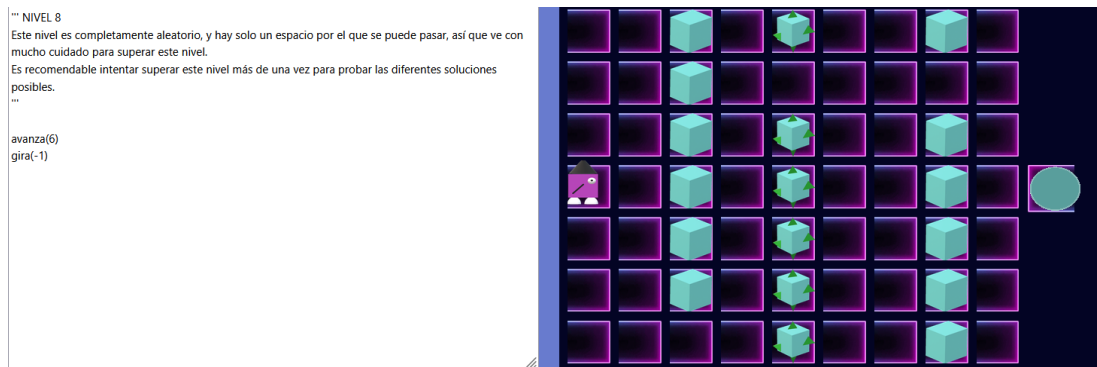 ''' NIVEL 8
Este nivel es completamente aleatorio, y hay solo un espacio por el que se puede pasar, así que ve con
mucho cuidado para superar este nivel.
Es recomendable intentar superar este nivel más de una vez para probar las diferentes soluciones
posibles.
'''
avanza(6)
gira(-1)